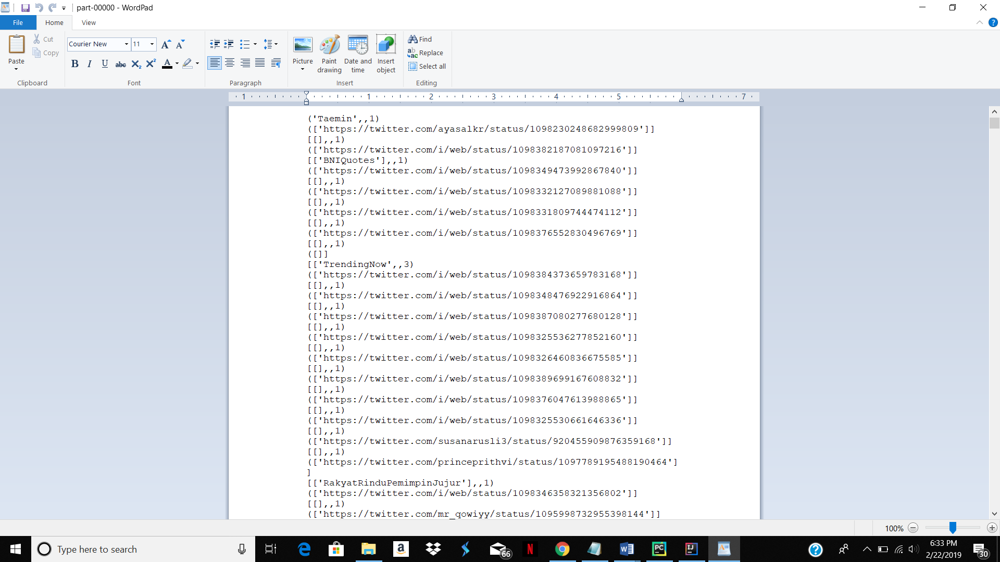 part-00000 - WordPad
File Home View
Paste
Cut
Copy
Clipboard
Courier New 11
B I U abc X₂ X² A
Font
Paragraph
Picture
Paint drawing
Date and time
Insert object
Insert
Find
Replace
Select all
Editing
1 1 2 3 4 5 7
('Taemin',,1)
(['https://twitter.com/ayasalkr/status/1098230248682999809']]
[[],,1)
(['https://twitter.com/i/web/status/1098382187081097216']]
[['BNIQuotes'],,1)
(['https://twitter.com/i/web/status/1098349473992867840']]
[[],,1)
(['https://twitter.com/i/web/status/1098332127089881088']]
[[],,1)
(['https://twitter.com/i/web/status/1098331809744474112']]
[[],,1)
(['https://twitter.com/i/web/status/1098376552830496769']]
[[],,1)
([]]
[['TrendingNow',,3)
(['https://twitter.com/i/web/status/1098384373659783168']]
[[],,1)
(['https://twitter.com/i/web/status/1098348476922916864']]
[[],,1)
(['https://twitter.com/i/web/status/1098387080277680128']]
[[],,1)
(['https://twitter.com/i/web/status/1098325536277852160']]
[[],,1)
(['https://twitter.com/i/web/status/1098326460836675585']]
[[],,1)
(['https://twitter.com/i/web/status/1098389699167608832']]
[[],,1)
(['https://twitter.com/i/web/status/1098376047613988865']]
[[],,1)
(['https://twitter.com/i/web/status/1098325530661646336']]
[[],,1)
(['https://twitter.com/susanarusli3/status/920455909876359168']]
[[],,1)
(['https://twitter.com/princeprithvi/status/1097789195488190464']
]
[['RakyatRinduPemimpinJujur'],,1)
(['https://twitter.com/i/web/status/1098346358321356802']]
[[],,1)
(['https://twitter.com/mr_qowiyy/status/1095998732955398144']]
100%
Type here to search
66
6:33 PM
2/22/2019
30